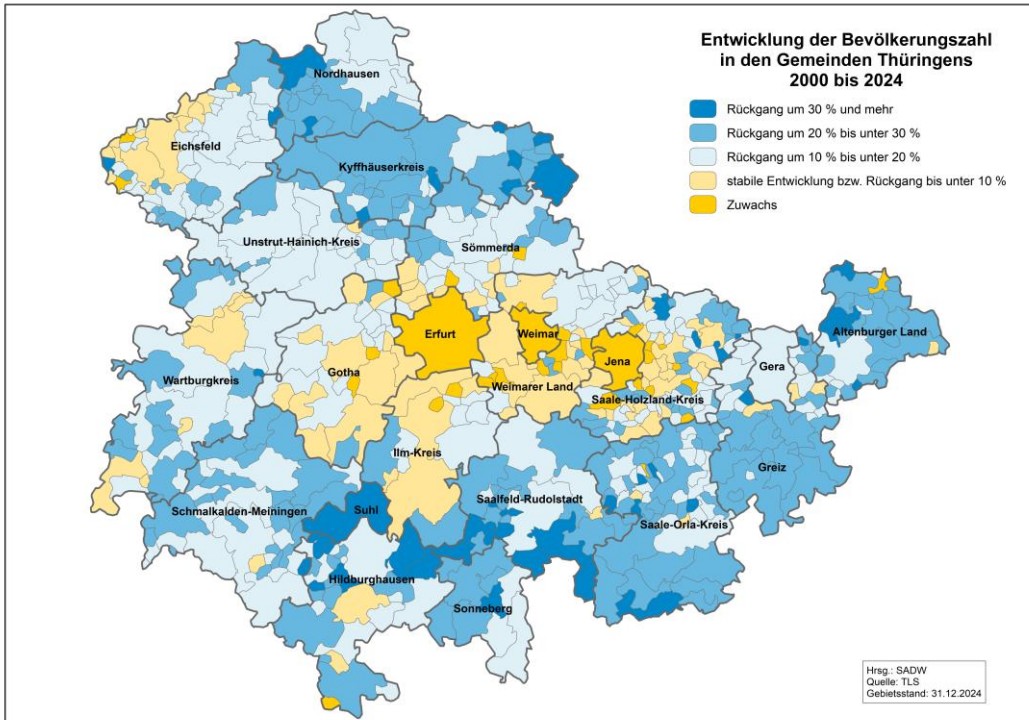 Entwicklung der Bevölkerungszahl
in den Gemeinden Thüringens
2000 bis 2024
Rückgang um 30 % und mehr
Rückgang um 20 % bis unter 30 %
Rückgang um 10 % bis unter 20 %
stabile Entwicklung bzw. Rückgang bis unter 10 %
Zuwachs
Nordhausen
Eichsfeld
Kyffhäuserkreis
Unstrut-Hainich-Kreis
Sömmerda
Erfurt
Weimar
Jena
Altenburger Land
Gera
Gotha
Wartburgkreis
Weimarer Land
Saale-Holzland-Kreis
Ilm-Kreis
Greiz
Saalfeld-Rudolstadt
Schmalkalden-Meiningen
Suhl
Saale-Orla-Kreis
Hildburghausen
Sonneberg
Hrsg.: SADW
Quelle: TLS
Gebietsstand: 31.12.2024